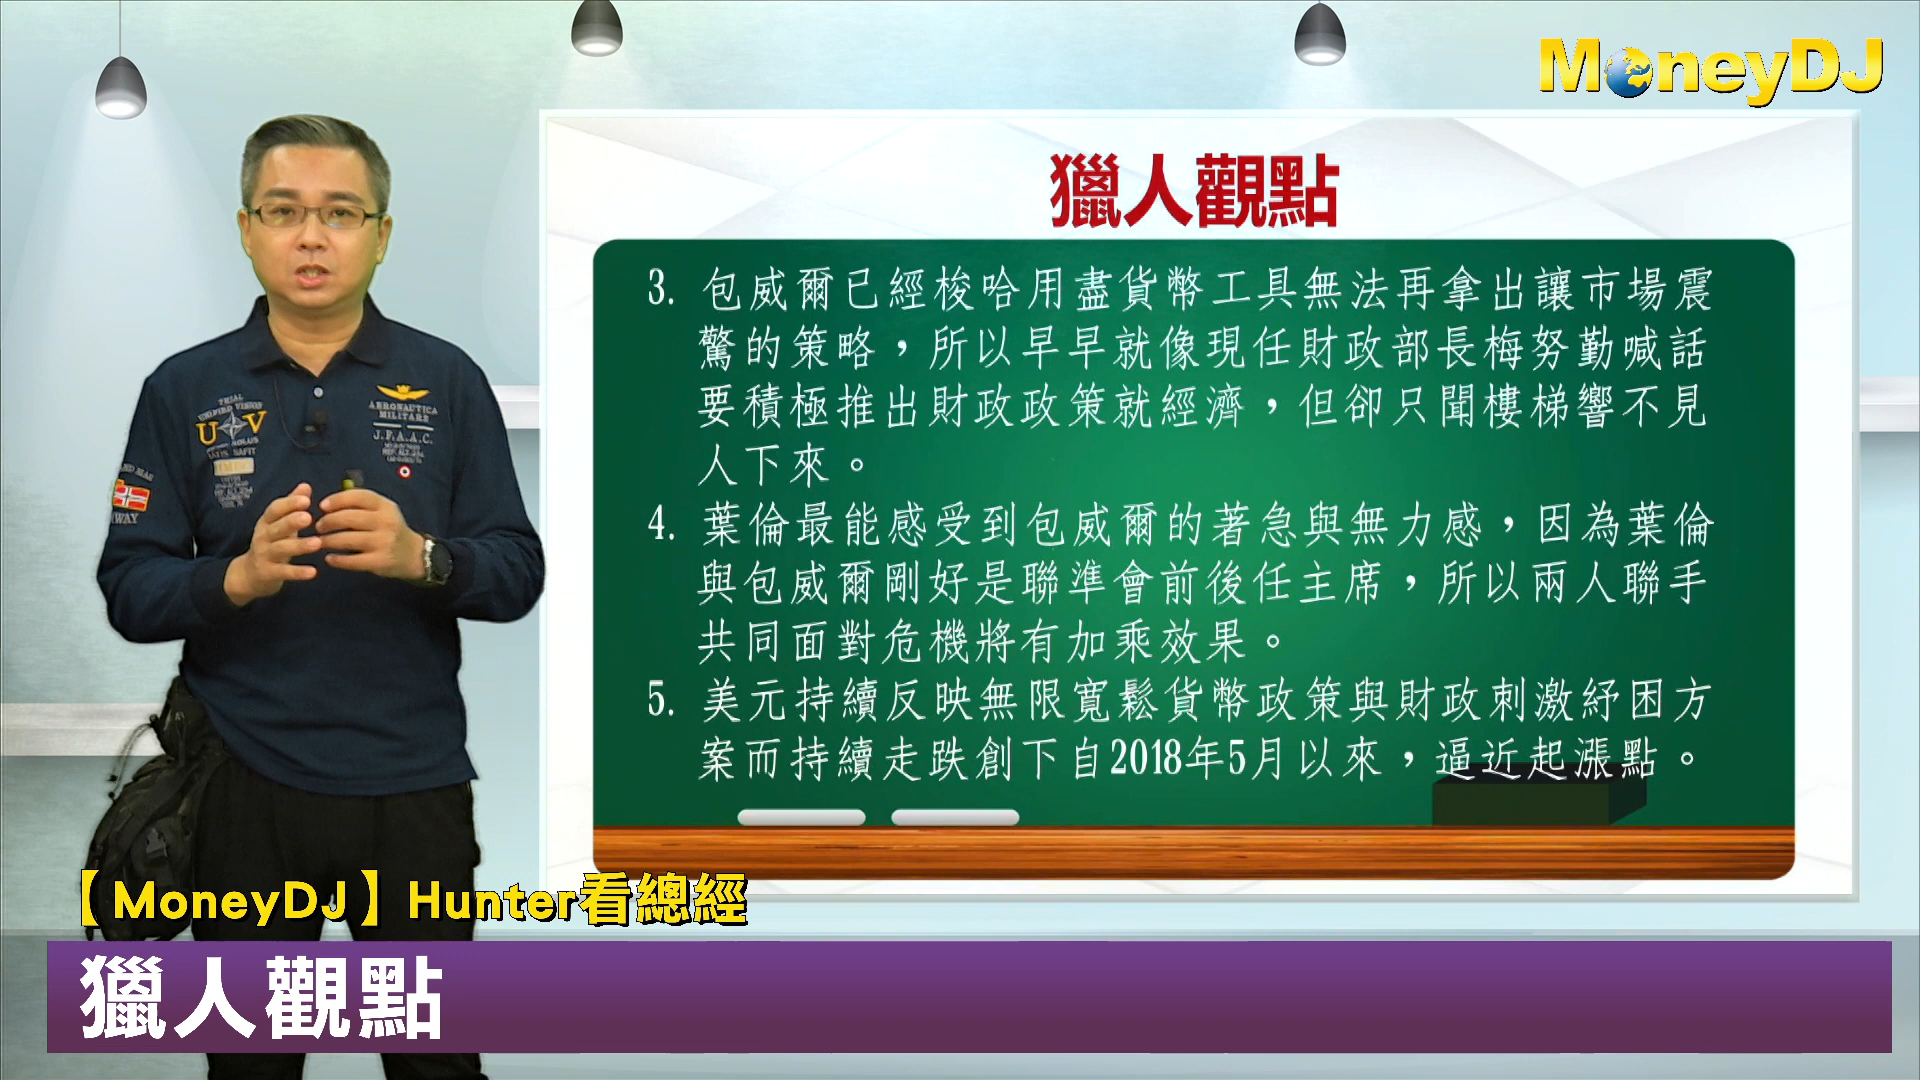 MoneyDJ
獵人觀點
3. 包威爾已經梭哈用盡貨幣工具無法再拿出讓市場震
驚的策略，所以早早就像現任財政部長梅努勤喊話
要積極推出財政政策就經濟，但卻只聞樓梯響不見
人下來。
4. 葉倫最能感受到包威爾的著急與無力感，因為葉倫
與包威爾剛好是聯準會前後任主席，所以兩人聯手
共同面對危機將有加乘效果。
5. 美元持續反映無限寬鬆貨幣政策與財政刺激紓困方
案而持續走跌創下自2018年5月以來，逼近起漲點。
TRIAL
UNIFIED VISION
U V
AERONAUTICA
MILITARE
J.F.A.A.C.
WAY
【MoneyDJ】Hunter看總經
獵人觀點